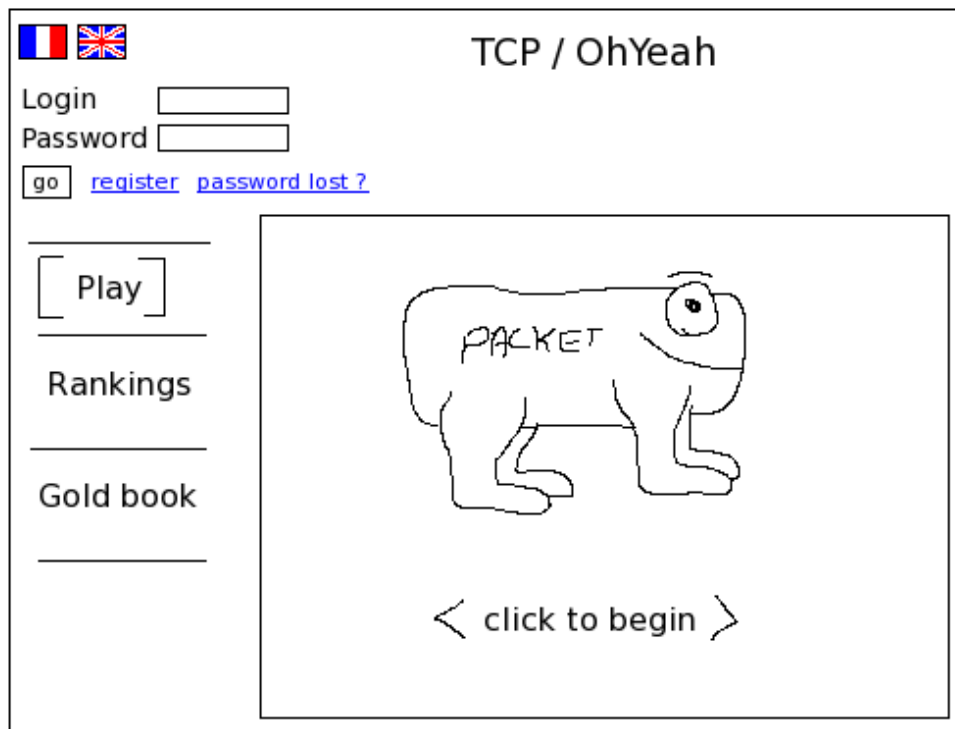 TCP / OhYeah
Login
Password
go register password lost ?
Play
Rankings
Gold book
PACKET
< click to begin >